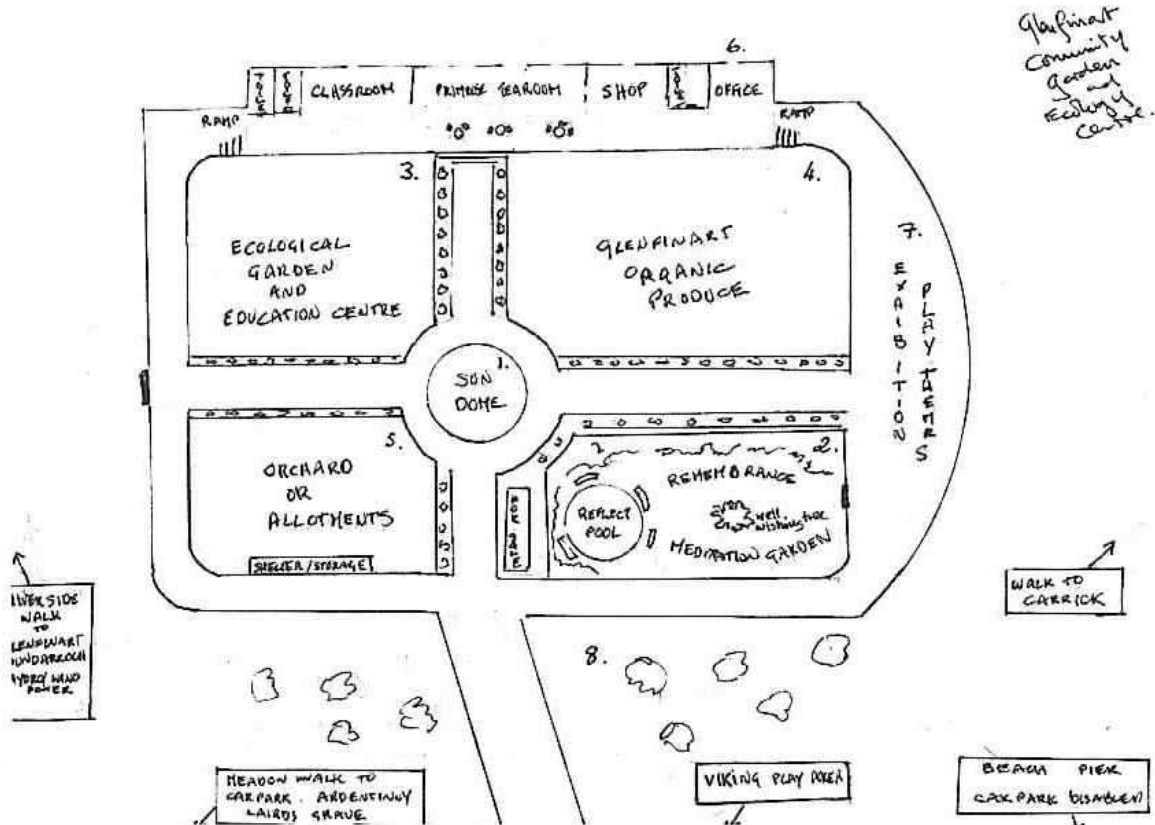 Glenfinart
Community
Garden
and
Ecology
Centre.
6.
TOILET
CLASSROOM
PRIMROSE TEAROOM
SHOP
OFFICE
RAMP
RAMP
3.
4.
ECOLOGICAL
GARDEN
AND
EDUCATION CENTRE
GLENFINART
ORGANIC
PRODUCE
7.
EXHIBITION
PLAY THEMES
1.
SUN
DOME
5.
ORCHARD
OR
ALLOTMENTS
SHELTER/STORAGE
2.
REMEMBRANCE
well
wishing tree
REFLECT
POOL
MEDITATION GARDEN
WALK TO
CARRICK
RIVERSIDE
WALK
TO
GLENFINART
HYDRO/WIND
POWER
8.
MEADOW WALK TO
CARPARK. ARDENTINNY
LAIRDS GRAVE
VIKING PLAY AREA
BEACH PIER
CARPARK DISABLED